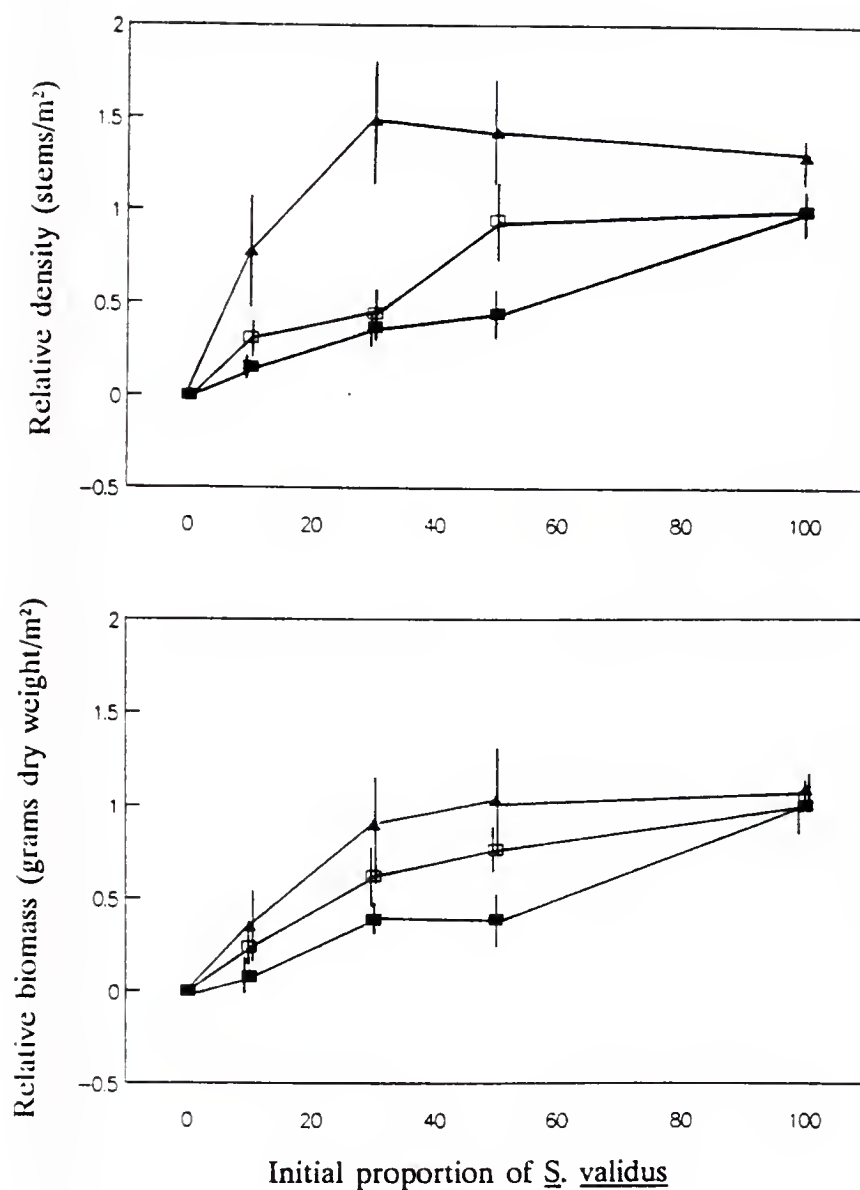 Relative density (stems/m²)
2
1.5
1
0.5
0
−0.5
0 20 40 60 80 100
Relative biomass (grams dry weight/m²)
2
1.5
1
0.5
0
−0.5
0 20 40 60 80 100
Initial proportion of S. validus